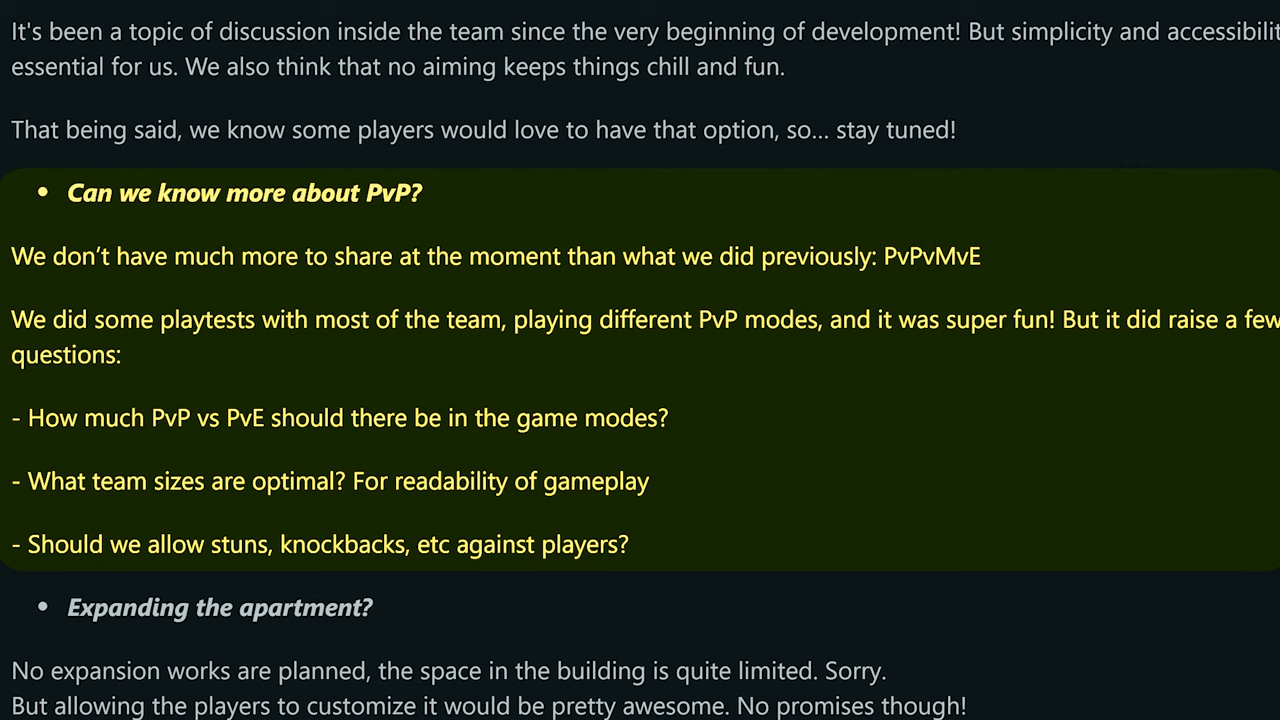 It's been a topic of discussion inside the team since the very beginning of development! But simplicity and accessibilit
essential for us. We also think that no aiming keeps things chill and fun.
That being said, we know some players would love to have that option, so... stay tuned!
• Can we know more about PvP?
We don’t have much more to share at the moment than what we did previously: PvPvMvE
We did some playtests with most of the team, playing different PvP modes, and it was super fun! But it did raise a few
questions:
- How much PvP vs PvE should there be in the game modes?
- What team sizes are optimal? For readability of gameplay
- Should we allow stuns, knockbacks, etc against players?
• Expanding the apartment?
No expansion works are planned, the space in the building is quite limited. Sorry.
But allowing the players to customize it would be pretty awesome. No promises though!